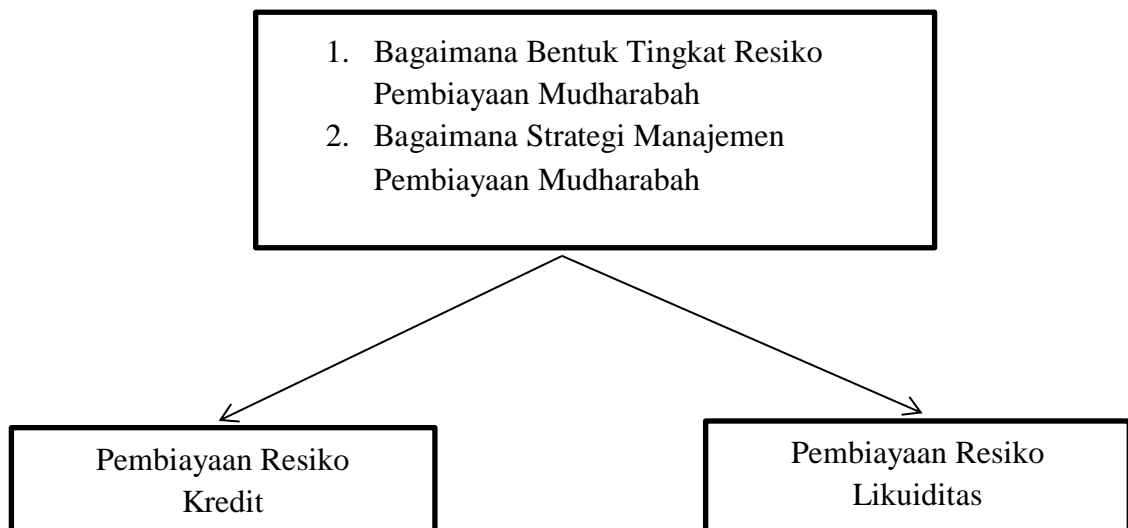 1. Bagaimana Bentuk Tingkat Resiko
Pembiayaan Mudharabah
2. Bagaimana Strategi Manajemen
Pembiayaan Mudharabah
Pembiayaan Resiko
Kredit
Pembiayaan Resiko
Likuiditas